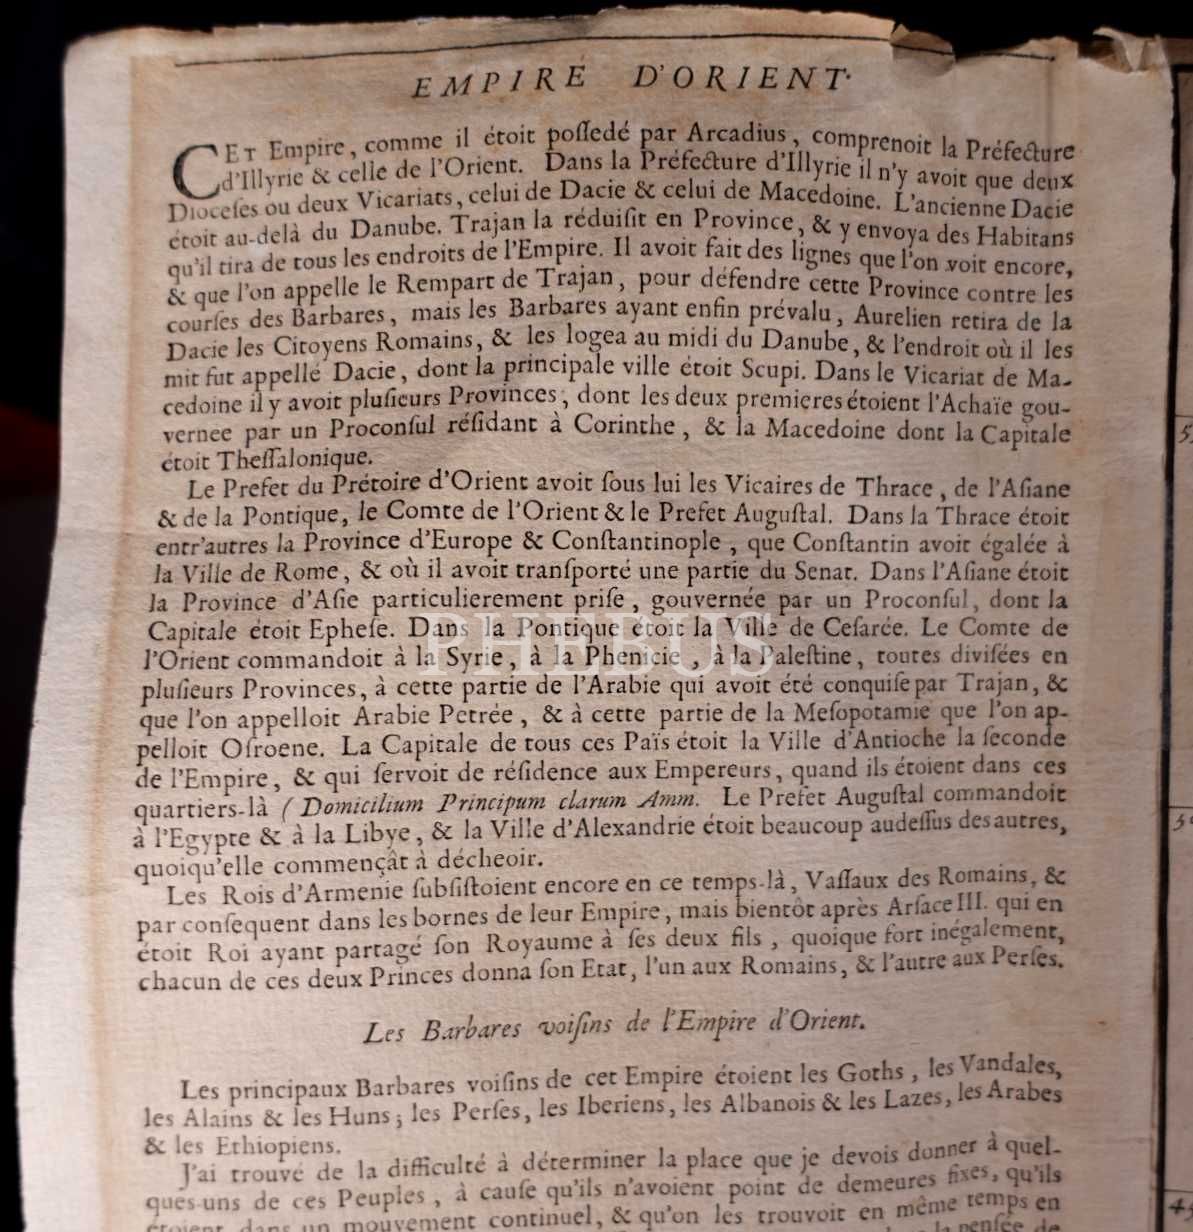 EMPIRE D'ORIENT.
CET Empire, comme il étoit poſſedé par Arcadius, comprenoit la Préfecture
d'Illyrie & celle de l'Orient. Dans la Préfecture d'Illyrie il n'y avoit que deux
Dioceſes ou deux Vicariats, celui de Dacie & celui de Macedoine. L'ancienne Dacie
étoit au-delà du Danube. Trajan la réduiſit en Province, & y envoya des Habitans
qu'il tira de tous les endroits de l'Empire. Il avoit fait des lignes que l'on voit encore,
& que l'on appelle le Rempart de Trajan, pour défendre cette Province contre les
courſes des Barbares, mais les Barbares ayant enfin prévalu, Aurelien retira de la
Dacie les Citoyens Romains, & les logea au midi du Danube, & l'endroit où il les
mit fut appellé Dacie, dont la principale ville étoit Scupi. Dans le Vicariat de Ma-
cedoine il y avoit pluſieurs Provinces, dont les deux premieres étoient l'Achaïe gou-
vernee par un Proconſul réſidant à Corinthe, & la Macedoine dont la Capitale
étoit Theſſalonique.
Le Prefet du Prétoire d'Orient avoit ſous lui les Vicaires de Thrace, de l'Aſiane
& de la Pontique, le Comte de l'Orient & le Prefet Auguſtal. Dans la Thrace étoit
entr'autres la Province d'Europe & Conſtantinople, que Conſtantin avoit égalée à
la Ville de Rome, & où il avoit tranſporté une partie du Senat. Dans l'Aſiane étoit
la Province d'Aſie particulierement priſe, gouvernée par un Proconſul, dont la
Capitale étoit Epheſe. Dans la Pontique étoit la Ville de Ceſarée. Le Comte de
PHEBUS
l'Orient commandoit à la Syrie, à la Phenicie, à la Paleſtine, toutes diviſées en
pluſieurs Provinces, à cette partie de l'Arabie qui avoit été conquiſe par Trajan, &
que l'on appelloit Arabie Petrée, & à cette partie de la Meſopotamie que l'on ap-
pelloit Oſroene. La Capitale de tous ces Païs étoit la Ville d'Antioche la ſeconde
de l'Empire, & qui ſervoit de réſidence aux Empereurs, quand ils étoient dans ces
quartiers-là (Domicilium Principum clarum Amm. Le Prefet Auguſtal commandoit
à l'Egypte & à la Libye, & la Ville d'Alexandrie étoit beaucoup audeſſus des autres,
quoiqu'elle commençât à décheoir.
Les Rois d'Armenie ſubſiſtoient encore en ce temps-là, Vaſſaux des Romains, &
par conſequent dans les bornes de leur Empire, mais bientôt après Arſace III. qui en
étoit Roi ayant partagé ſon Royaume à ſes deux fils, quoique fort inégalement,
chacun de ces deux Princes donna ſon Etat, l'un aux Romains, & l'autre aux Perſes.
Les Barbares voiſins de l'Empire d'Orient.
Les principaux Barbares voiſins de cet Empire étoient les Goths, les Vandales,
les Alains & les Huns; les Perſes, les Iberiens, les Albanois & les Lazes, les Arabes
& les Ethiopiens.
J'ai trouvé de la difficulté à déterminer la place que je devois donner à quel-
ques-uns de ces Peuples, à cauſe qu'ils n'avoient point de demeures fixes, qu'ils
étoient dans un mouvement continuel, & qu'on les trouvoit en même temps en
la penſée de